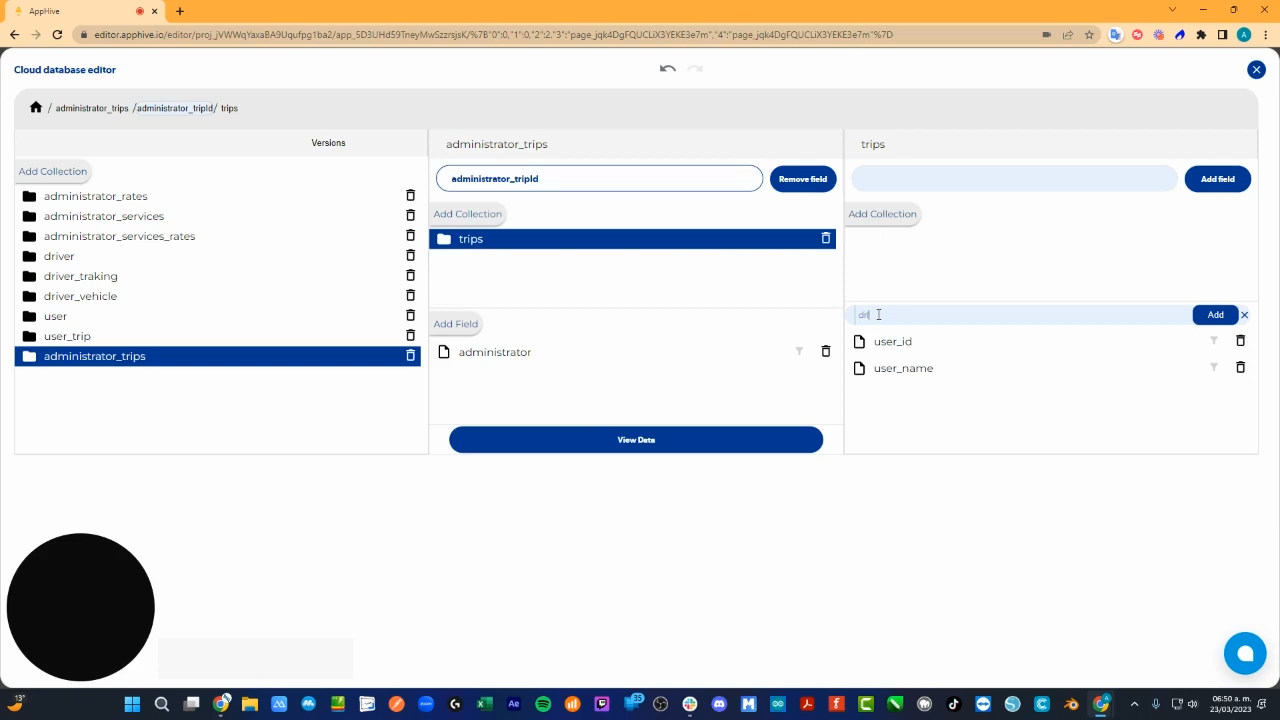 AppHive
editor.apphive.io/editor/proj_jVWWqYaxaBA9Uqufpg1ba2/app_5D3UHd59TneyMwSzzrsjsK/%7B"0":0,"1":0,"2":2,"3":"page_jqk4DgFQUCLiX3YEKE3e7m","4":"page_jqk4DgFQUCLiX3YEKE3e7m"%7D
A
Cloud database editor
/ administrator_trips /administrator_tripId/ trips
Versions
Add Collection
administrator_rates
administrator_services
administrator_services_rates
driver
driver_traking
driver_vehicle
user
user_trip
administrator_trips
administrator_trips
administrator_tripId
Remove field
Add Collection
trips
Add Field
administrator
View Data
trips
Add field
Add Collection
dri
Add
user_id
user_name
13°
35
06:50 a. m.
23/03/2023